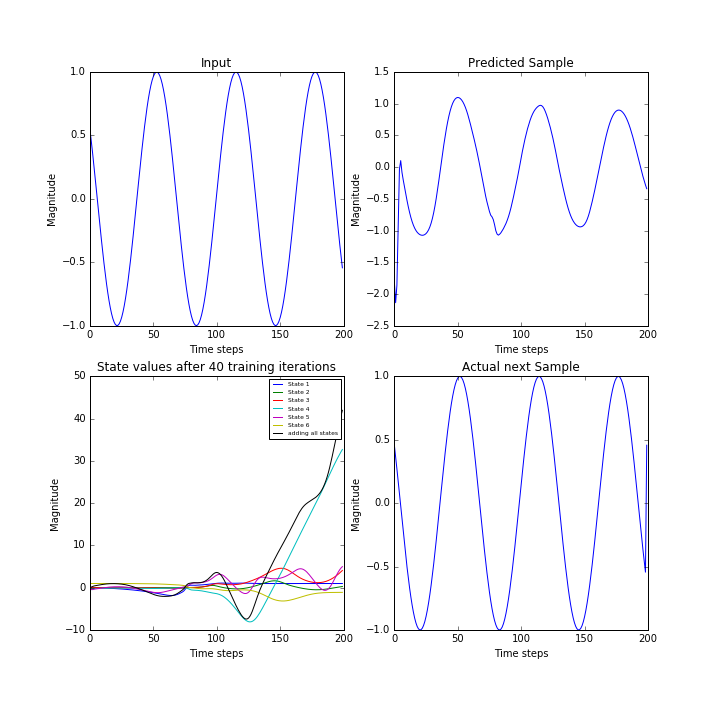 Input
1.0
0.5
0.0
−0.5
−1.0
Magnitude
0 50 100 150 200
Time steps
Predicted Sample
1.5
1.0
0.5
0.0
−0.5
−1.0
−1.5
−2.0
−2.5
Magnitude
0 50 100 150 200
Time steps
State values after 40 training iterations
50
40
30
20
10
0
−10
Magnitude
State 1
State 2
State 3
State 4
State 5
State 6
adding all states
0 50 100 150 200
Time steps
Actual next Sample
1.0
0.5
0.0
−0.5
−1.0
Magnitude
0 50 100 150 200
Time steps